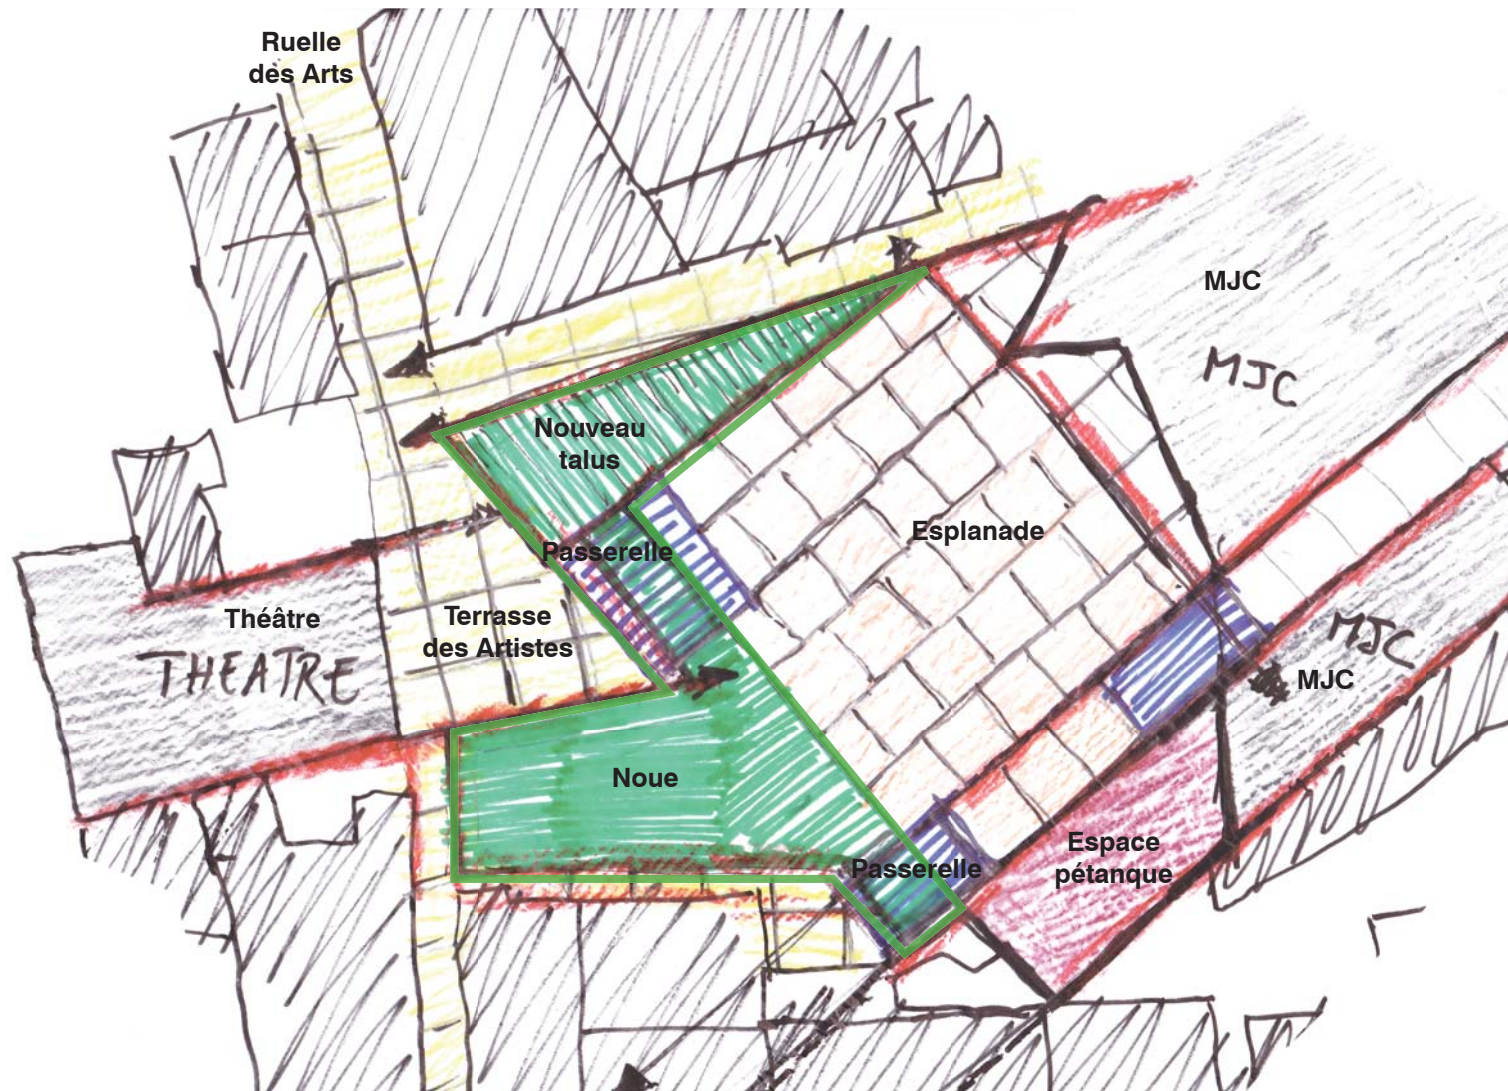 Ruelle
des Arts
MJC
MJC
Nouveau
talus
Esplanade
Passerelle
Théâtre
THEATRE
Terrasse
des Artistes
MJC
MJC
Noue
Passerelle
Espace
pétanque